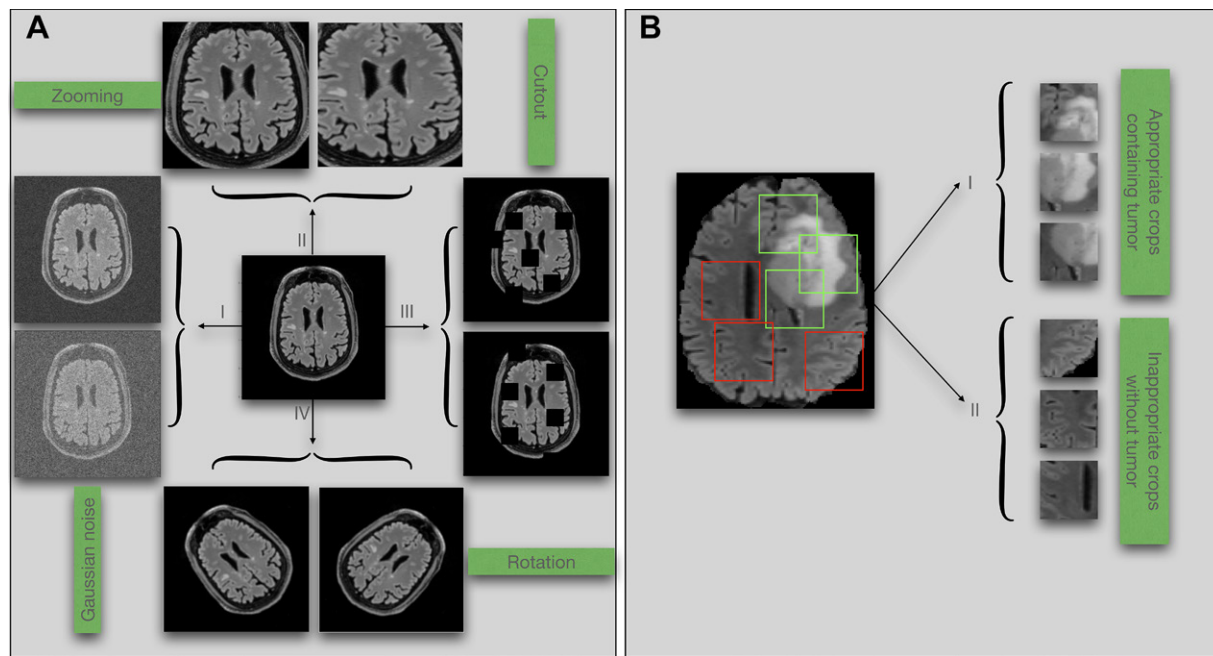 A
Zooming
Cutout
I
II
III
IV
Gaussian noise
Rotation
B
I
Appropriate crops
containing tumor
II
Inappropriate crops
without tumor